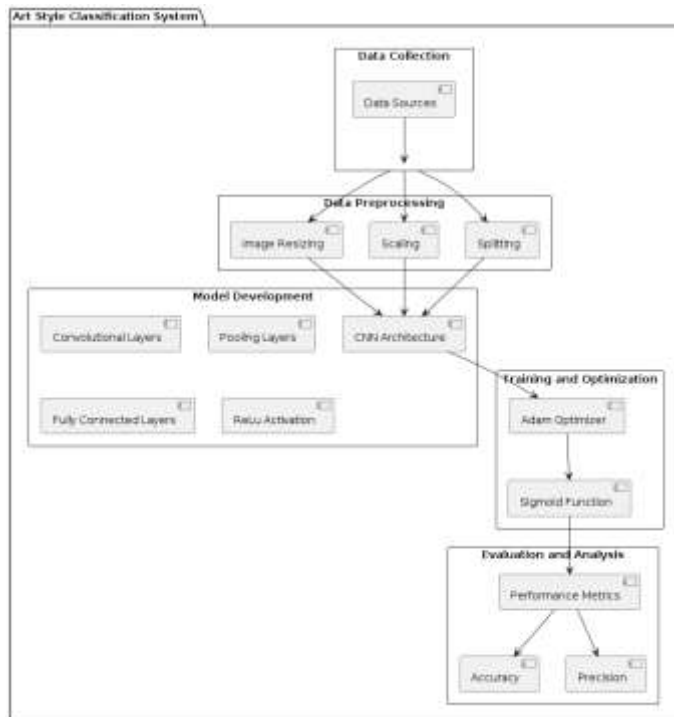 Art Style Classification System
Data Collection
Data Sources
Data Preprocessing
Image Resizing
Scaling
Splitting
Model Development
Convolutional Layers
Pooling Layers
CNN Architecture
Training and Optimization
Fully Connected Layers
ReLu Activation
Adam Optimizer
Sigmoid Function
Evaluation and Analysis
Performance Metrics
Accuracy
Precision